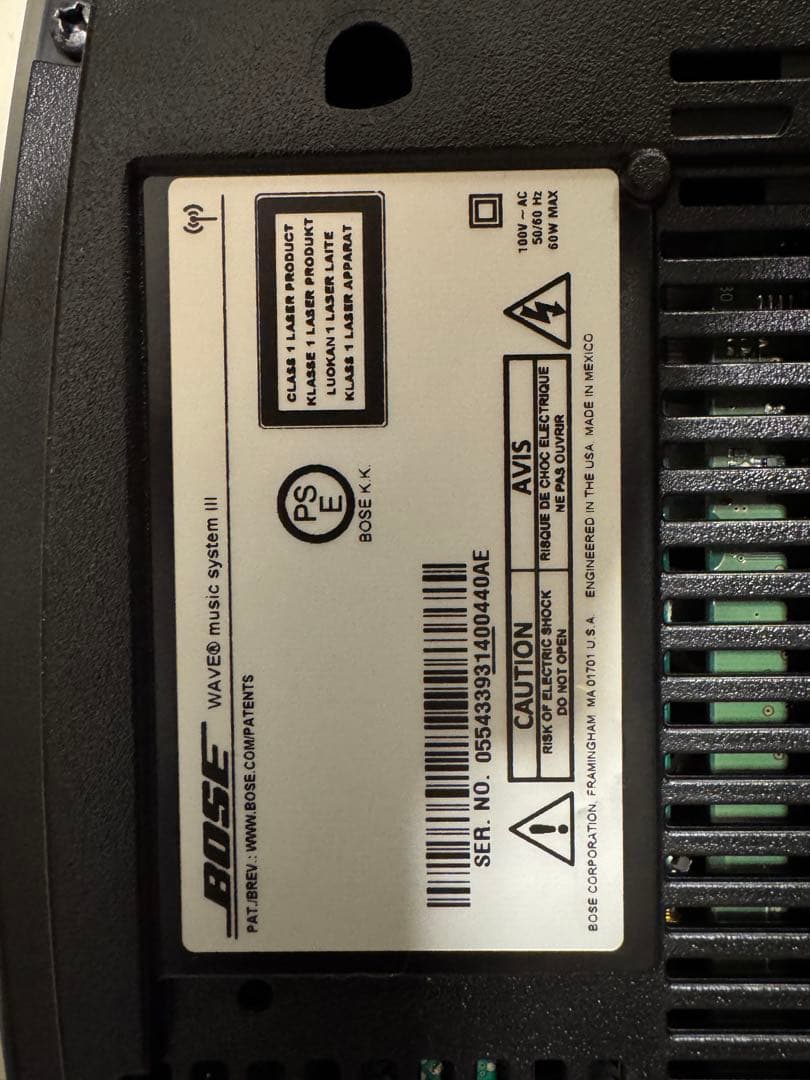 BOSE WAVE® music system III
PAT./BREV.: WWW.BOSE.COM/PATENTS
CLASS 1 LASER PRODUCT
KLASSE 1 LASER PRODUKT
LUOKAN 1 LASER LAITE
KLASS 1 LASER APPARAT
PS
E
BOSE K.K.
100V ~ AC
50/60 Hz
60W MAX
SER. NO. 055433931400440AE
CAUTION
RISK OF ELECTRIC SHOCK
DO NOT OPEN
AVIS
RISQUE DE CHOC ELECTRIQUE
NE PAS OUVRIR
BOSE CORPORATION, FRAMINGHAM MA 01701 U.S.A. ENGINEERED IN THE USA. MADE IN MEXICO
30